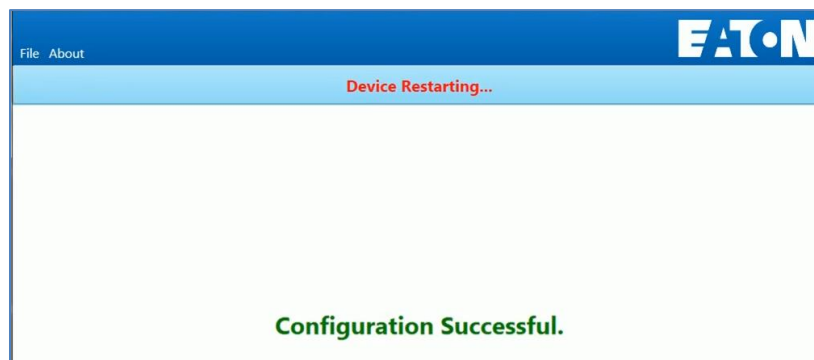 EATON
File About
Device Restarting...
Configuration Successful.